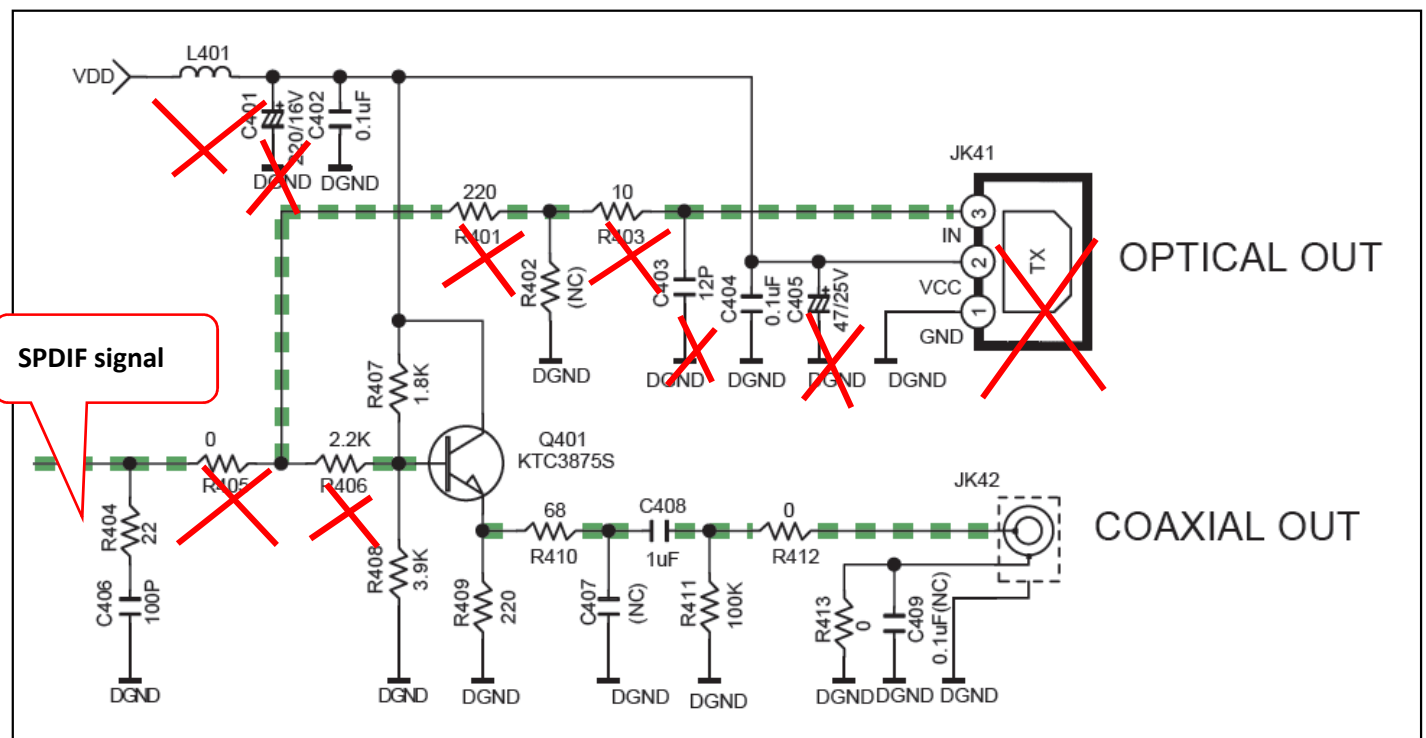 L401
VDD
C401
220/16V
C402
0.1uF
DGND
DGND
JK41
220
10
R401
R403
3
IN
R402
(NC)
C403
12P
C404
0.1uF
C405
47/25V
2
VCC
TX
OPTICAL OUT
1
GND
DGND
DGND
DGND
DGND
DGND
SPDIF signal
R407
1.8K
0
2.2K
Q401
KTC3875S
R405
R406
JK42
68
C408
0
COAXIAL OUT
R410
1uF
R412
R404
22
R408
3.9K
C406
100P
R409
220
C407
(NC)
R411
100K
R413
0
C409
0.1uF(NC)
DGND
DGND
DGND
DGND
DGND
DGND
DGND
DGND